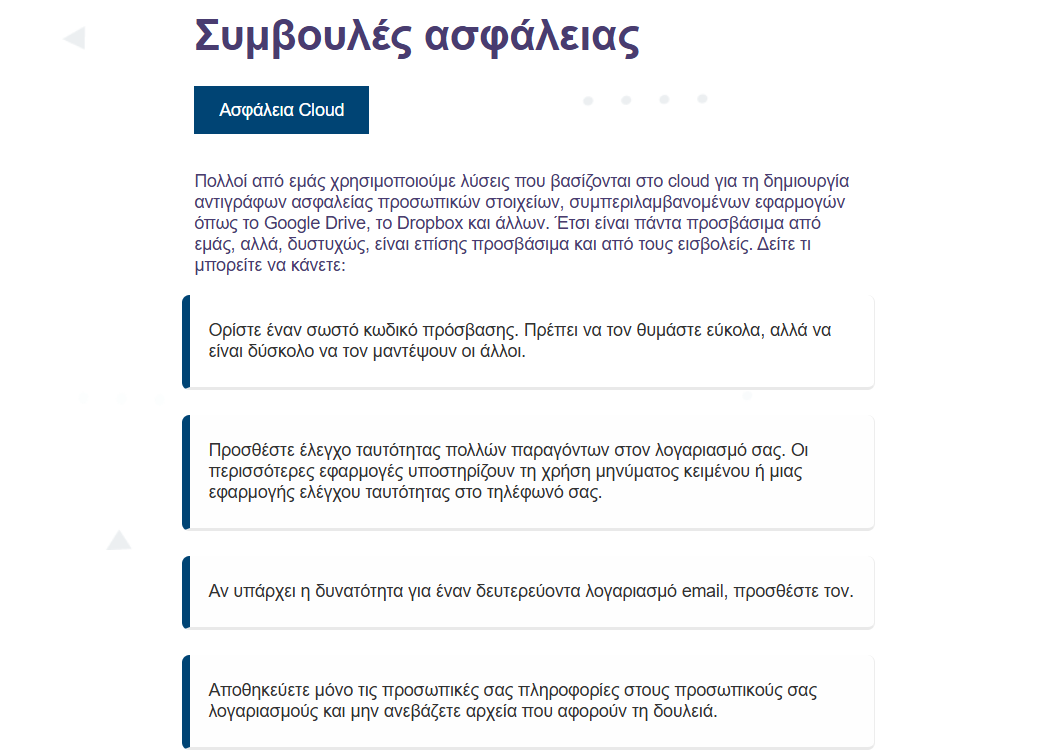 Συμβουλές ασφάλειας
Ασφάλεια Cloud
Πολλοί από εμάς χρησιμοποιούμε λύσεις που βασίζονται στο cloud για τη δημιουργία
αντιγράφων ασφαλείας προσωπικών στοιχείων, συμπεριλαμβανομένων εφαρμογών
όπως το Google Drive, το Dropbox και άλλων. Έτσι είναι πάντα προσβάσιμα από
εμάς, αλλά, δυστυχώς, είναι επίσης προσβάσιμα και από τους εισβολείς. Δείτε τι
μπορείτε να κάνετε:
Ορίστε έναν σωστό κωδικό πρόσβασης. Πρέπει να τον θυμάστε εύκολα, αλλά να
είναι δύσκολο να τον μαντέψουν οι άλλοι.
Προσθέστε έλεγχο ταυτότητας πολλών παραγόντων στον λογαριασμό σας. Οι
περισσότερες εφαρμογές υποστηρίζουν τη χρήση μηνύματος κειμένου ή μιας
εφαρμογής ελέγχου ταυτότητας στο τηλέφωνό σας.
Αν υπάρχει η δυνατότητα για έναν δευτερεύοντα λογαριασμό email, προσθέστε τον.
Αποθηκεύετε μόνο τις προσωπικές σας πληροφορίες στους προσωπικούς σας
λογαριασμούς και μην ανεβάζετε αρχεία που αφορούν τη δουλειά.